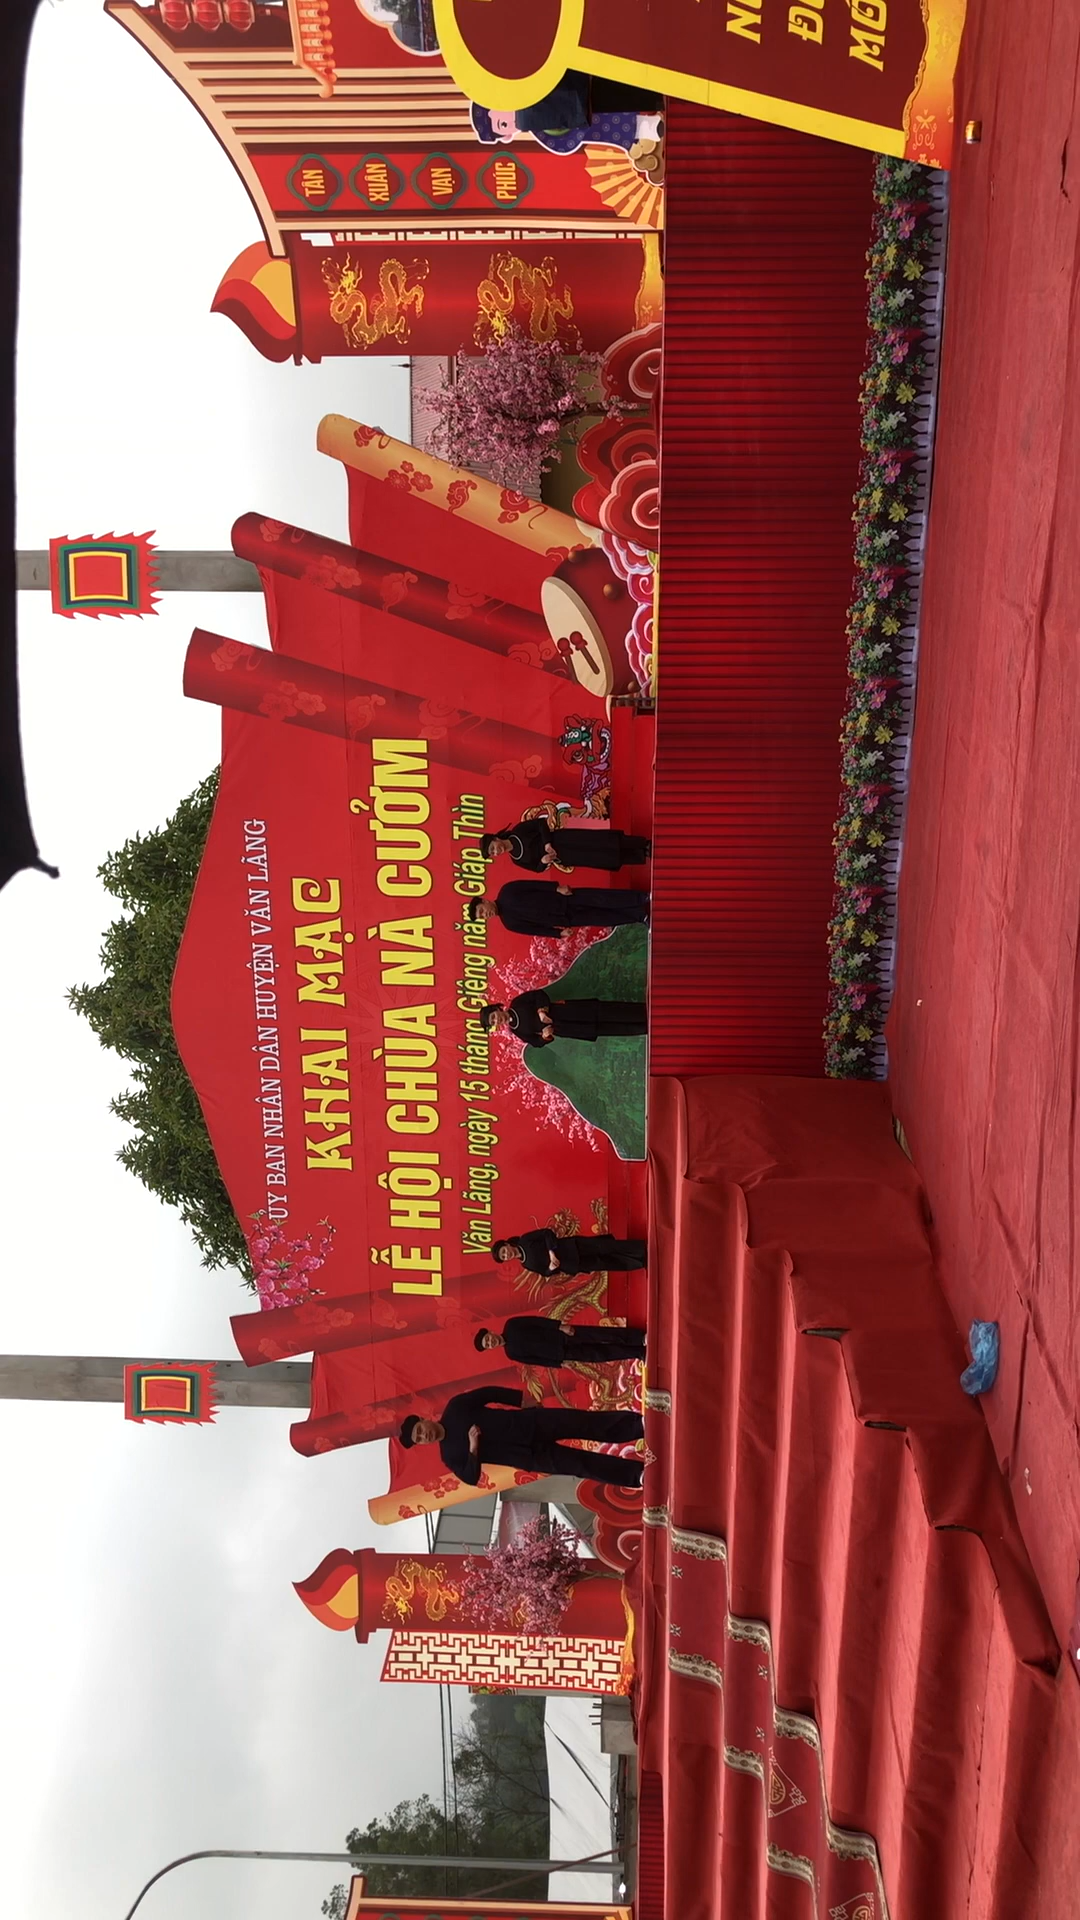 ỦY BAN NHÂN DÂN HUYỆN VĂN LÃNG
KHAI MẠC
LỄ HỘI CHÙA NÀ CƯỞM
Văn Lãng, ngày 15 tháng Giêng năm Giáp Thìn
TÂN
XUÂN
VẠN
PHÚC